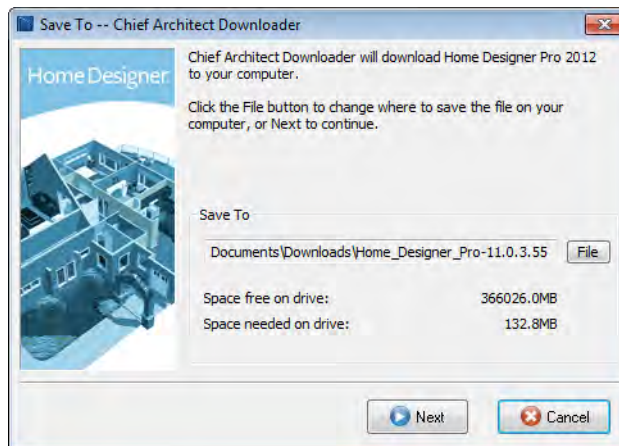 Save To -- Chief Architect Downloader
Home Designer
Chief Architect Downloader will download Home Designer Pro 2012
to your computer.
Click the File button to change where to save the file on your
computer, or Next to continue.
Save To
Documents\Downloads\Home_Designer_Pro-11.0.3.55
File
Space free on drive: 366026.0MB
Space needed on drive: 132.8MB
Next
Cancel